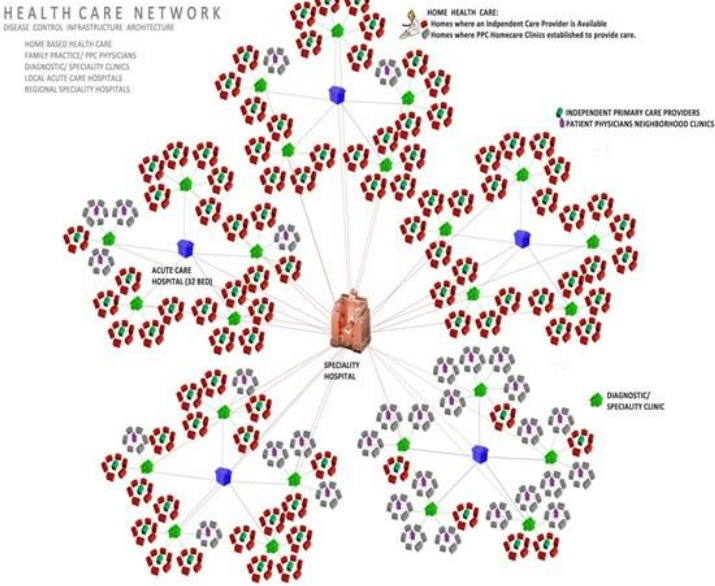 HEALTH CARE NETWORK
DISEASE CONTROL INFRASTRUCTURE ARCHITECTURE
HOME BASED HEALTH CARE
FAMILY PRACTICE/ PPC PHYSICIANS
DIAGNOSTIC/ SPECIALITY CLINICS
LOCAL ACUTE CARE HOSPITALS
REGIONAL SPECIALITY HOSPITALS
HOME HEALTH CARE:
Homes where an Indpendent Care Provider is Available
Homes where PPC Homecare Clinics established to provide care.
INDEPENDENT PRIMARY CARE PROVIDERS
PATIENT PHYSICIANS NEIGHBORHOOD CLINICS
ACUTE CARE
HOSPITAL (32 BED)
SPECIALITY
HOSPITAL
DIAGNOSTIC/
SPECIALITY CLINIC